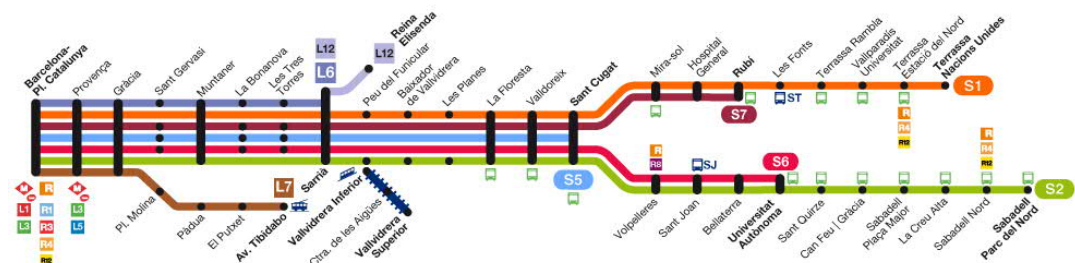 Barcelona-
Pl. Catalunya
Provença
Gràcia
Sant Gervasi
Muntaner
La Bonanova
Les Tres
Torres
L12
L6
L12
Reina
Elisenda
Peu del Funicular
Baixador
de Vallvidrera
Les Planes
La Floresta
Valldoreix
Sant Cugat
Mira-sol
Hospital
General
Rubí
Les Fonts
Terrassa Rambla
Vallparadís
Universitat
Terrassa
Estació del Nord
Terrassa
Nacions Unides
S1
S7
ST
R
R4
R12
S5
R
R8
SJ
S6
R
R4
R12
S2
M
L1
L3
R
R1
R3
R4
R12
M
L3
L5
Pl. Molina
Pàdua
El Putxet
Av. Tibidabo
L7
Sarrià
Vallvidrera Inferior
Ctra. de les Aigües
Vallvidrera
Superior
Volpelleres
Sant Joan
Bellaterra
Universitat
Autònoma
Sant Quirze
Can Feu | Gràcia
Sabadell
Plaça Major
La Creu Alta
Sabadell Nord
Sabadell
Parc del Nord